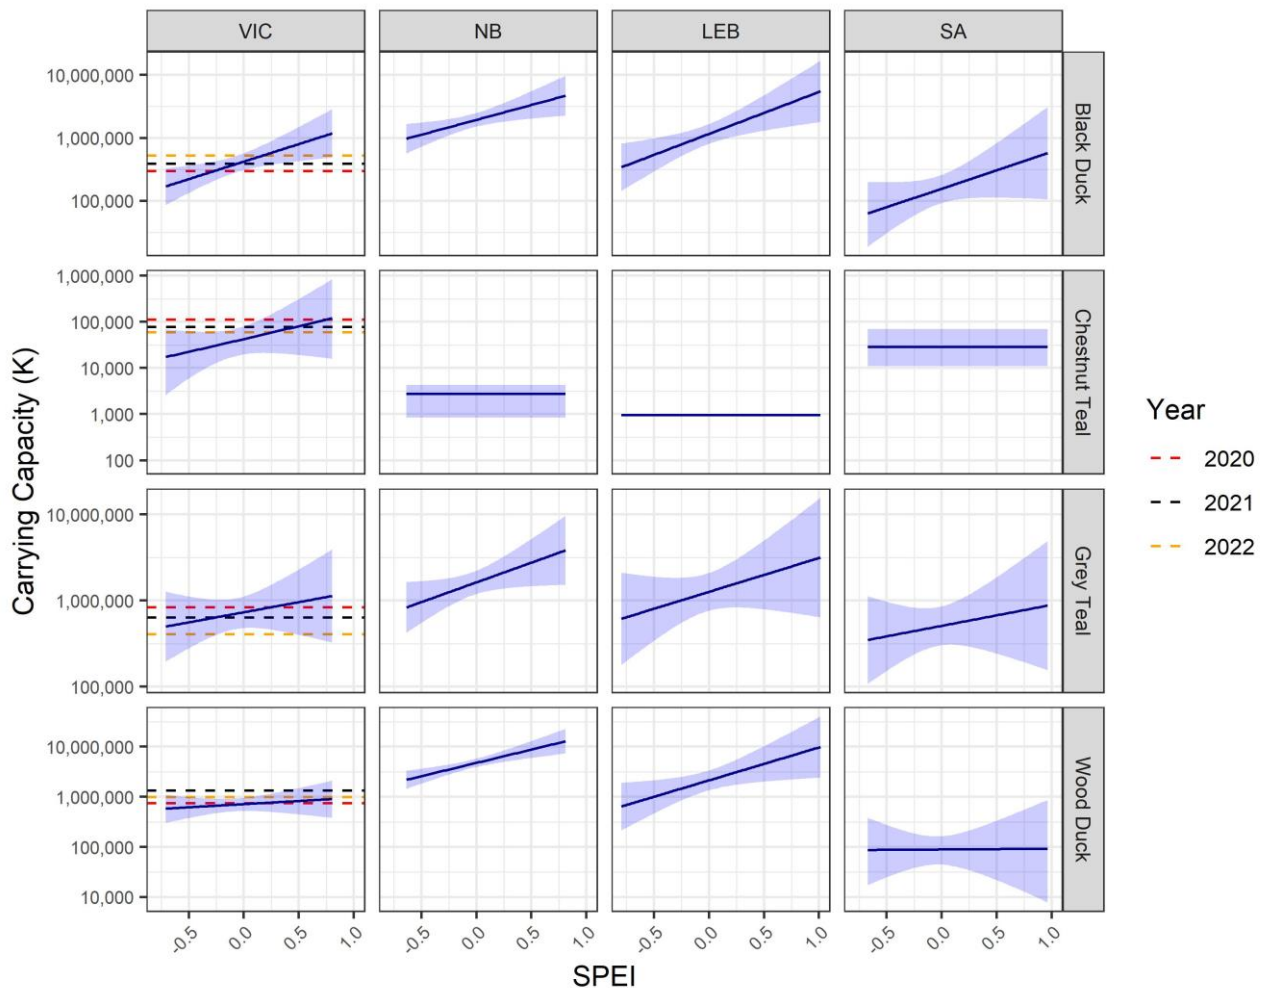 VIC NB LEB SA
Carrying Capacity (K)
10,000,000
1,000,000
100,000
Black Duck
1,000,000
100,000
10,000
1,000
100
Chestnut Teal
10,000,000
1,000,000
100,000
Grey Teal
10,000,000
1,000,000
100,000
10,000
Wood Duck
-0.5 0.0 0.5 1.0 -0.5 0.0 0.5 1.0 -0.5 0.0 0.5 1.0 -0.5 0.0 0.5 1.0
SPEI
Year
2020
2021
2022